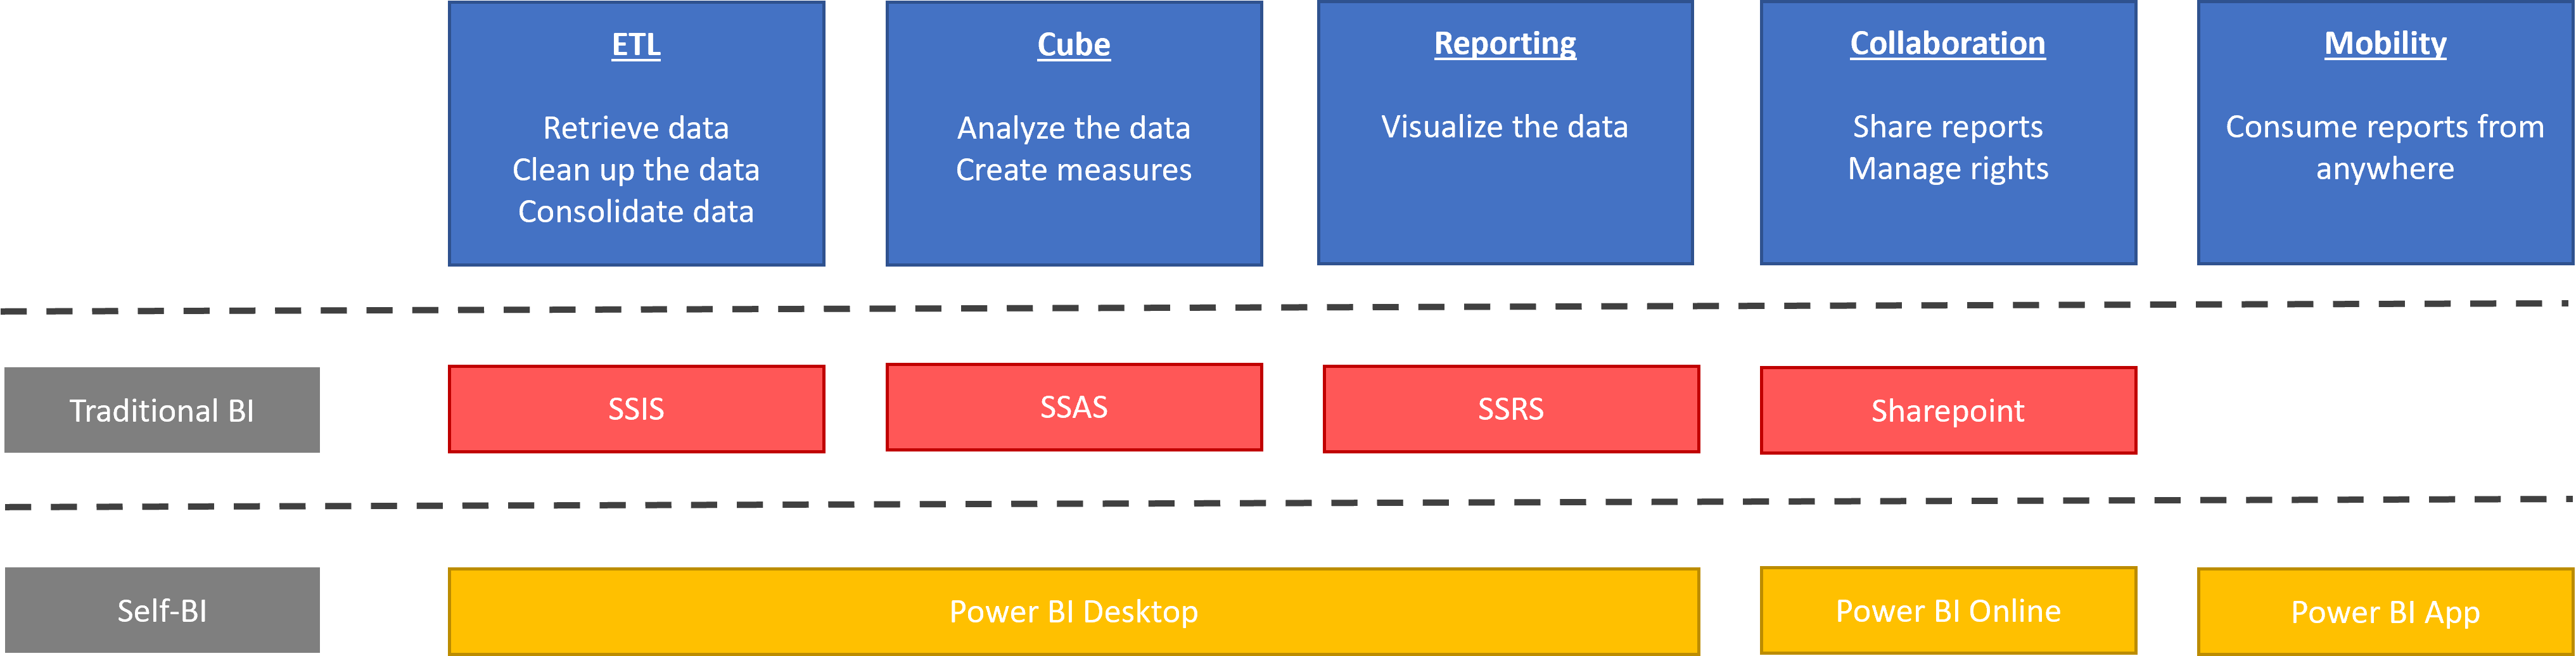 ETL
Retrieve data
Clean up the data
Consolidate data
Cube
Analyze the data
Create measures
Reporting
Visualize the data
Collaboration
Share reports
Manage rights
Mobility
Consume reports from
anywhere
Traditional BI
SSIS
SSAS
SSRS
Sharepoint
Self-BI
Power BI Desktop
Power BI Online
Power BI App